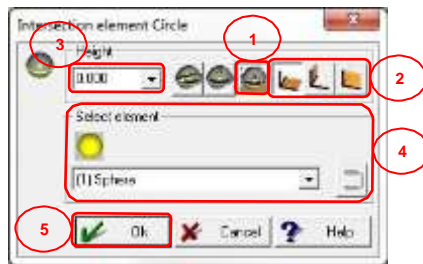 Intersection element Circle
3
1
Height
0.000
2
Select element
4
(1) Sphere
5
Ok
Cancel
Help